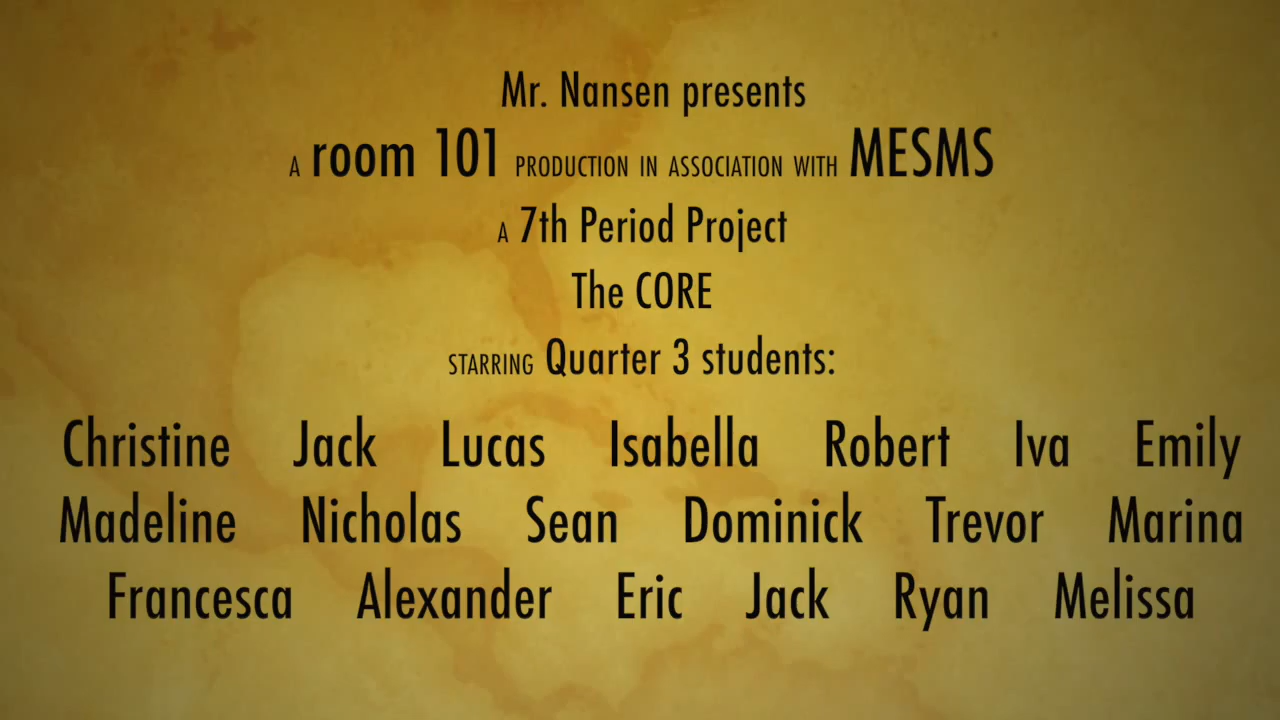 Mr. Nansen presents
A room 101 PRODUCTION IN ASSOCIATION WITH MESMS
A 7th Period Project
The CORE
STARRING Quarter 3 students:
Christine Jack Lucas Isabella Robert Iva Emily
Madeline Nicholas Sean Dominick Trevor Marina
Francesca Alexander Eric Jack Ryan Melissa